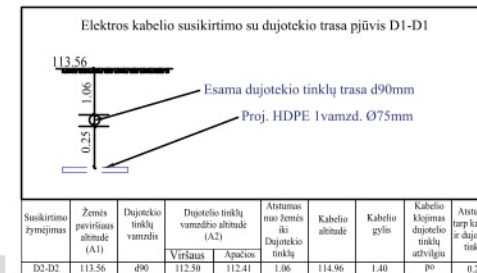 Elektros kabelio susikirtimo su dujotekio trasa pjūvis D1-D1
113.56
1.06
Esama dujotekio tinklų trasa d90mm
Proj. HDPE 1vamzd. Ø75mm
0.25
Susikirtimo žymėjimas
Žemės paviršiaus altitudė (A1)
Dujotekio tinklų vamzdis
Dujotelio tinklų vamzdžio altitudė (A2)
Viršaus
Apačios
Atstumas nuo žemės iki Dujotekio tinklų
Kabelio altitudė
Kabelio gylis
Kabelio klojimas dujotelio tinklų atžvilgiu
D2-D2 113.56 d90 112.50 112.41 1.06 114.96 1.40 po